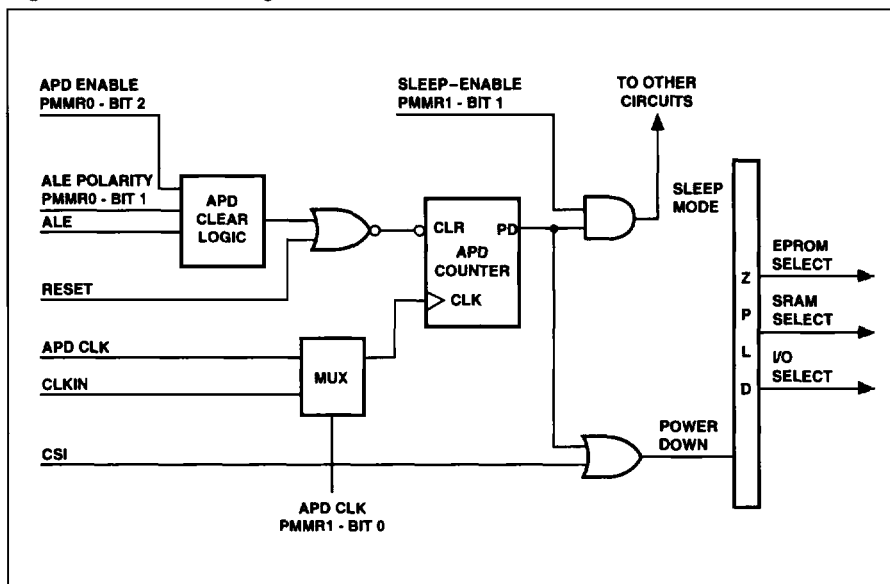 APD ENABLE
PMMR0 - BIT 2
SLEEP-ENABLE
PMMR1 - BIT 1
TO OTHER
CIRCUITS
ALE POLARITY
PMMR0 - BIT 1
ALE
APD
CLEAR
LOGIC
RESET
CLR
PD
APD
COUNTER
CLK
SLEEP
MODE
APD CLK
CLKIN
MUX
CSI
APD CLK
PMMR1 - BIT 0
POWER
DOWN
Z
P
L
D
EPROM
SELECT
SRAM
SELECT
I/O
SELECT